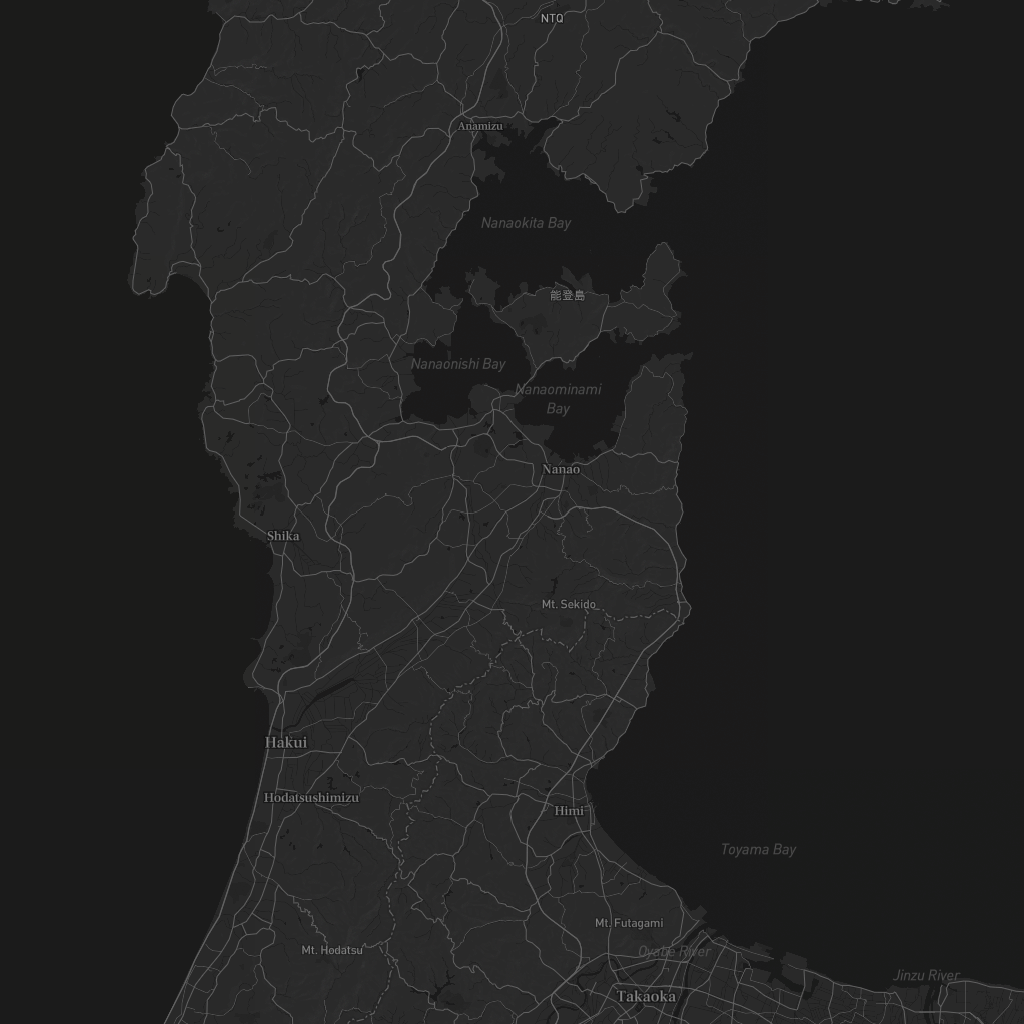 NTQ
Anamizu
Nanaokita Bay
能登島
Nanaonishi Bay
Nanaominami
Bay
Nanao
Shika
Mt. Sekido
Hakui
Hodatsushimizu
Himi
Toyama Bay
Mt. Futagami
Mt. Hodatsu
Oyabe River
Jinzu River
Takaoka